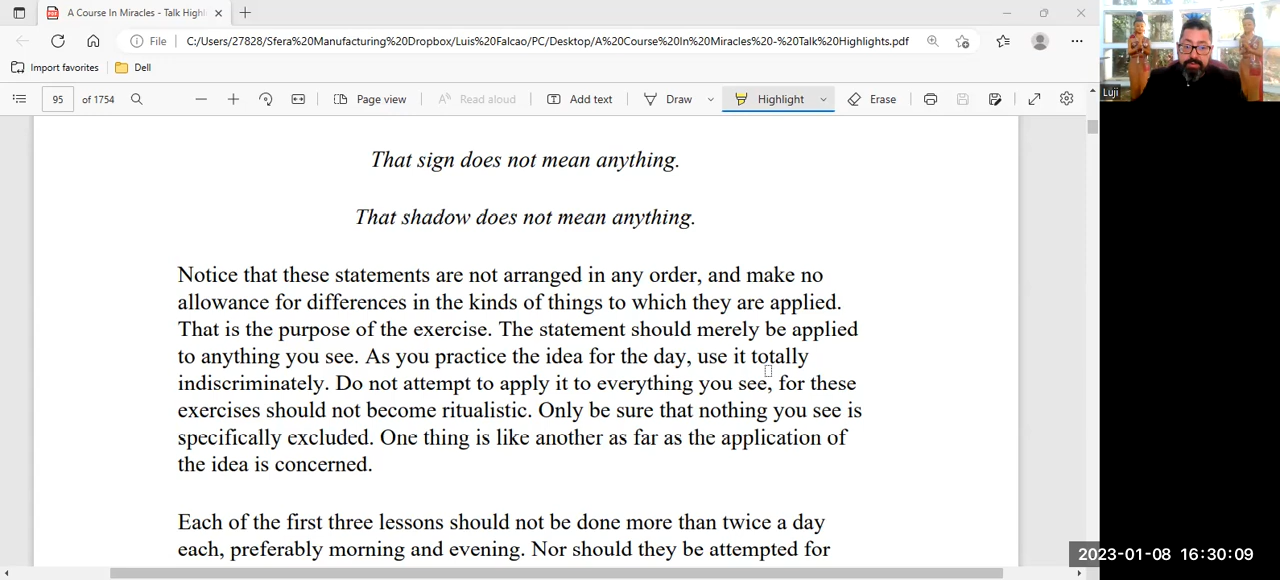 A Course In Miracles - Talk Highl
File
C:/Users/27828/Sfera%20Manufacturing%20Dropbox/Luis%20Falcao/PC/Desktop/A%20Course%20In%20Miracles%20-%20Talk%20Highlights.pdf
Import favorites
Dell
95 of 1754
Page view
Read aloud
Add text
Draw
Highlight
Erase
Luji
That sign does not mean anything.
That shadow does not mean anything.
Notice that these statements are not arranged in any order, and make no
allowance for differences in the kinds of things to which they are applied.
That is the purpose of the exercise. The statement should merely be applied
to anything you see. As you practice the idea for the day, use it totally
indiscriminately. Do not attempt to apply it to everything you see, for these
exercises should not become ritualistic. Only be sure that nothing you see is
specifically excluded. One thing is like another as far as the application of
the idea is concerned.
Each of the first three lessons should not be done more than twice a day
each, preferably morning and evening. Nor should they be attempted for
2023-01-08 16:30:09